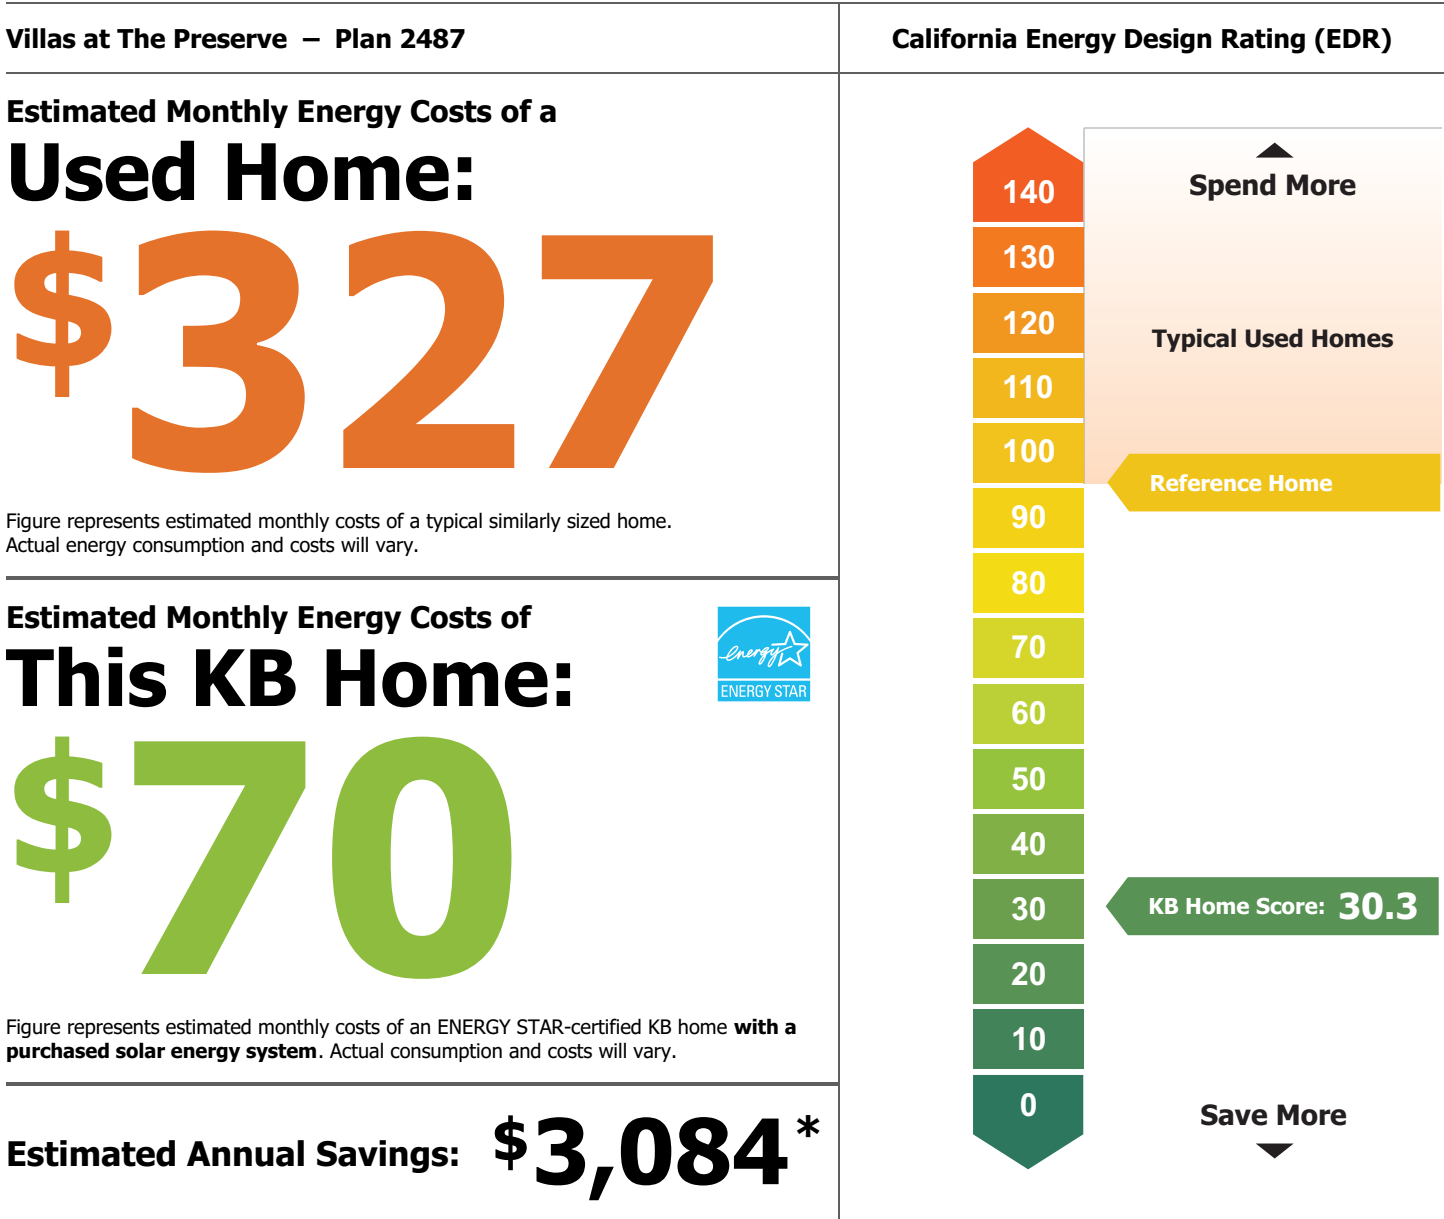 Villas at The Preserve – Plan 2487
Estimated Monthly Energy Costs of a
Used Home:
$327
Figure represents estimated monthly costs of a typical similarly sized home.
Actual energy consumption and costs will vary.
Estimated Monthly Energy Costs of
This KB Home:
energy
ENERGY STAR
$70
Figure represents estimated monthly costs of an ENERGY STAR-certified KB home with a
purchased solar energy system. Actual consumption and costs will vary.
Estimated Annual Savings: $3,084*
California Energy Design Rating (EDR)
140
Spend More
130
120
Typical Used Homes
110
100
Reference Home
90
80
70
60
50
40
30
KB Home Score: 30.3
20
10
0
Save More